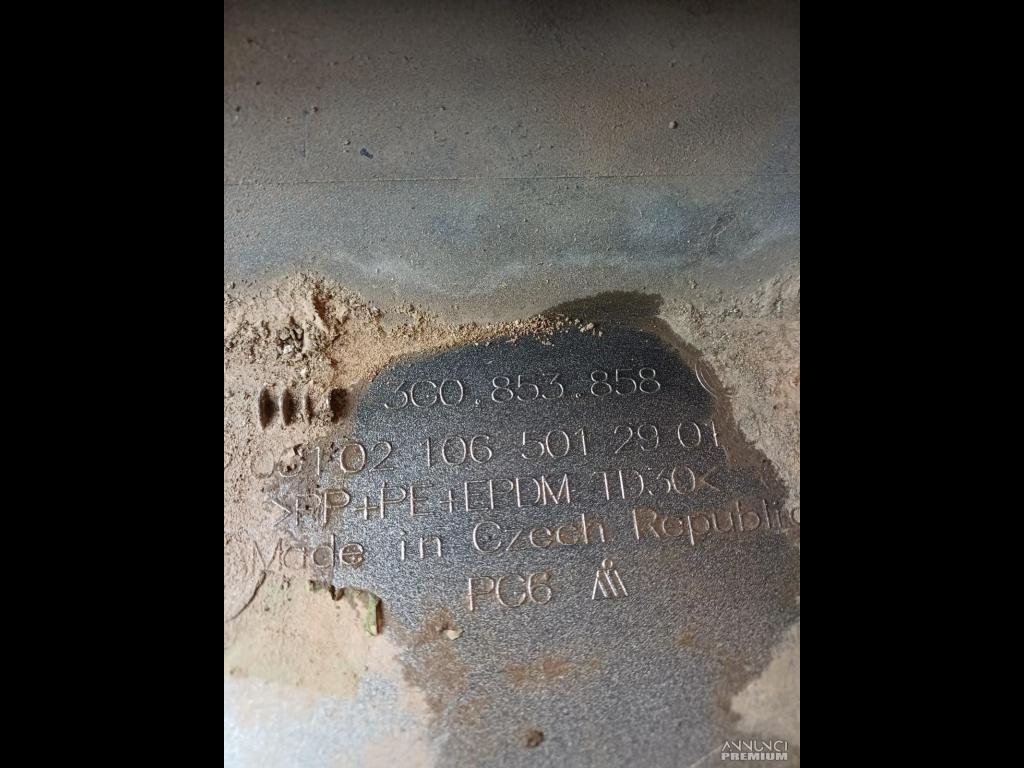 3G0.853.858
02 106 501 29 01
>PP+PE+EPDM TD30<
Made in Czech Republic
PG6
ANNUNCI
PREMIUM